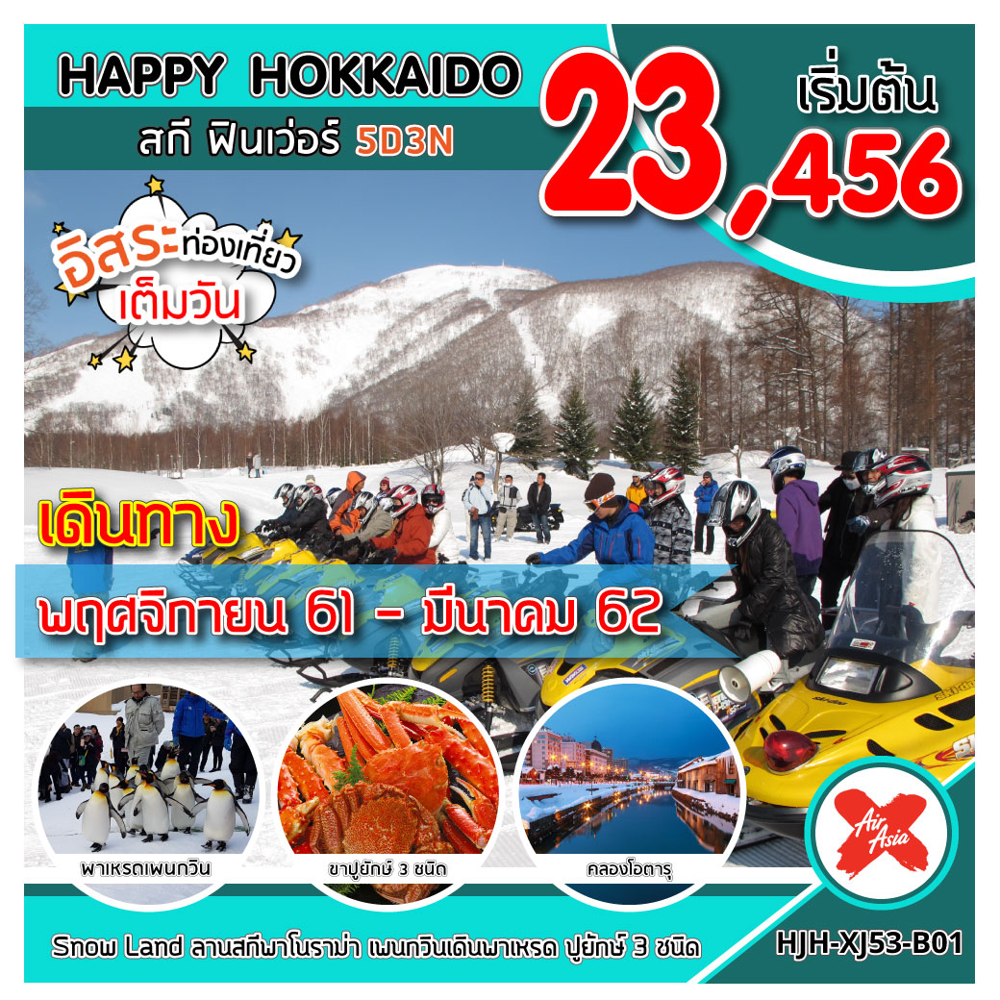 HAPPY HOKKAIDO
สกี ฟินเว่อร์ 5D3N
เริ่มต้น
23,456
อิสระท่องเที่ยว
เต็มวัน
เดินทาง
พฤศจิกายน 61 - มีนาคม 62
พาเหรดเพนกวิน
ขาปูยักษ์ 3 ชนิด
คลองโอตารุ
Air
Asia
X
Snow Land ลานสกีพาโนราม่า เพนกวินเดินพาเหรด ปูยักษ์ 3 ชนิด
HJH-XJ53-B01